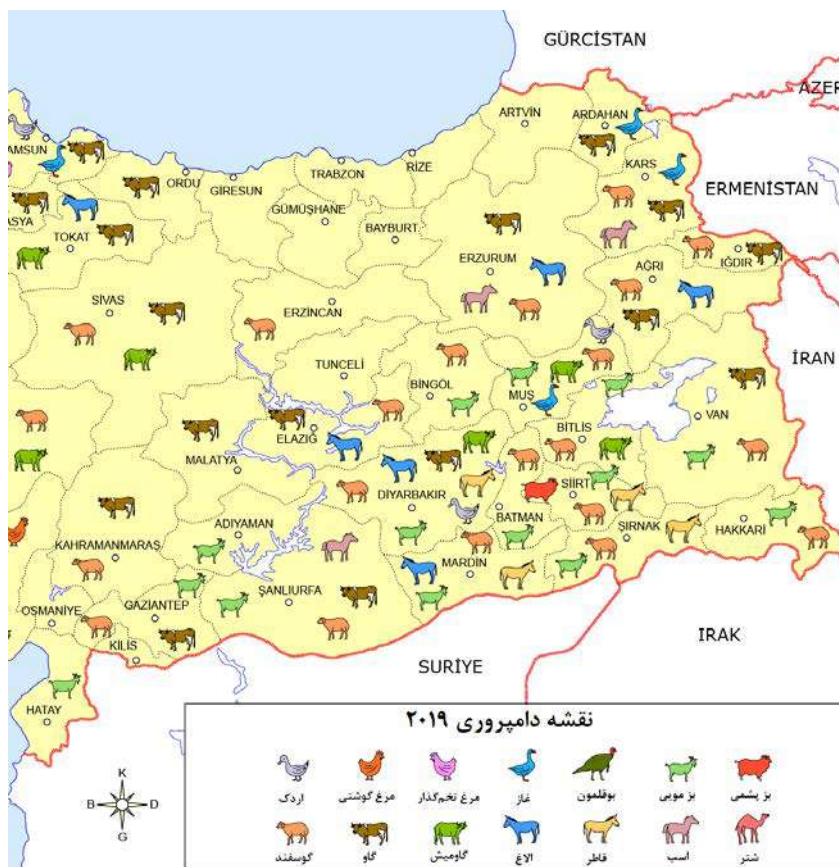 GÜRCİSTAN
AZER
ARTVİN
ARDAHAN
AMSUN
ORDU
GİRESUN
TRABZON
RİZE
KARS
ERMENİSTAN
GÜMÜŞHANE
ASYA
TOKAT
BAYBURT
ERZURUM
IĞDIR
AĞRI
SİVAS
ERZİNCAN
İRAN
TUNCELİ
BİNGÖL
MUŞ
VAN
ELAZIĞ
BİTLİS
MALATYA
DİYARBAKIR
SİİRT
BATMAN
ADIYAMAN
ŞIRNAK
HAKKARİ
KAHRAMANMARAŞ
MARDİN
ŞANLIURFA
OSMANİYE
GAZİANTEP
KİLİS
IRAK
SURİYE
HATAY
K
B D
G
نقشه دامپروری ۲۰۱۹
بز پشمی
بز مویی
بوقلمون
غاز
مرغ تخم‌گذار
مرغ گوشتی
اردک
شتر
اسب
قاطر
الاغ
گاومیش
گاو
گوسفند